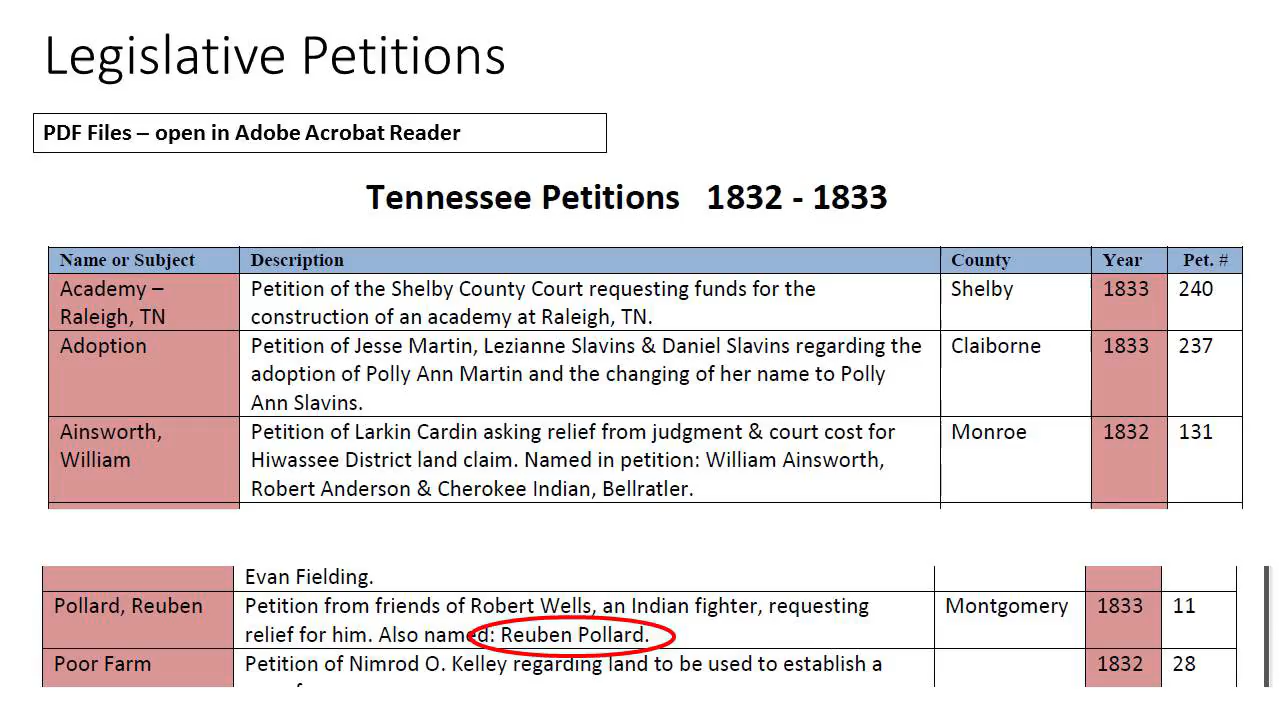 Legislative Petitions
PDF Files – open in Adobe Acrobat Reader
Tennessee Petitions 1832 - 1833
Name or Subject Description County Year Pet. #
Academy – Petition of the Shelby County Court requesting funds for the Shelby 1833 240
Raleigh, TN construction of an academy at Raleigh, TN.
Adoption Petition of Jesse Martin, Lezianne Slavins & Daniel Slavins regarding the Claiborne 1833 237
adoption of Polly Ann Martin and the changing of her name to Polly
Ann Slavins.
Ainsworth, Petition of Larkin Cardin asking relief from judgment & court cost for Monroe 1832 131
William Hiwassee District land claim. Named in petition: William Ainsworth,
Robert Anderson & Cherokee Indian, Bellratler.
Evan Fielding.
Pollard, Reuben Petition from friends of Robert Wells, an Indian fighter, requesting Montgomery 1833 11
relief for him. Also named: Reuben Pollard.
Poor Farm Petition of Nimrod O. Kelley regarding land to be used to establish a 1832 28